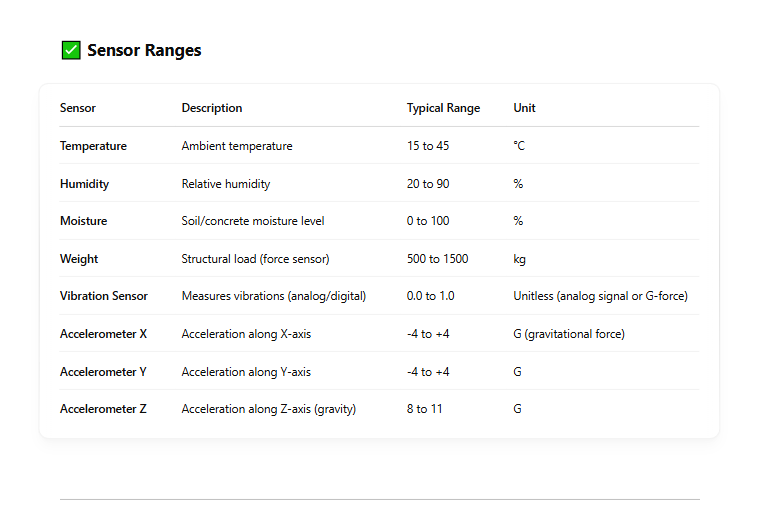 ✅ Sensor Ranges
Sensor Description Typical Range Unit
Temperature Ambient temperature 15 to 45 °C
Humidity Relative humidity 20 to 90 %
Moisture Soil/concrete moisture level 0 to 100 %
Weight Structural load (force sensor) 500 to 1500 kg
Vibration Sensor Measures vibrations (analog/digital) 0.0 to 1.0 Unitless (analog signal or G-force)
Accelerometer X Acceleration along X-axis -4 to +4 G (gravitational force)
Accelerometer Y Acceleration along Y-axis -4 to +4 G
Accelerometer Z Acceleration along Z-axis (gravity) 8 to 11 G